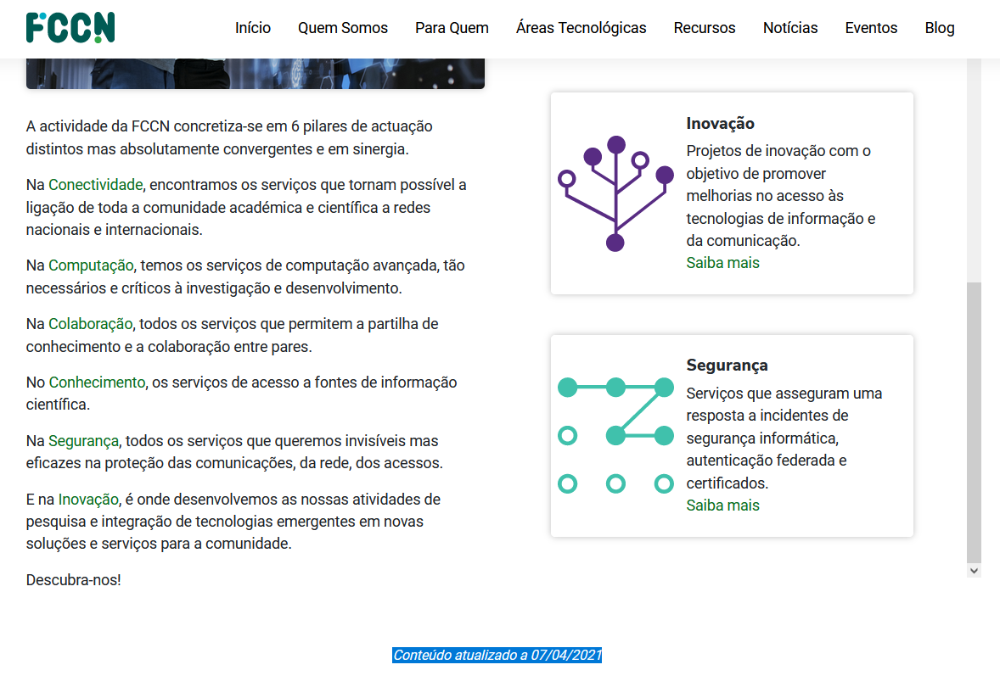 FCCN
Início
Quem Somos
Para Quem
Áreas Tecnológicas
Recursos
Notícias
Eventos
Blog
A actividade da FCCN concretiza-se em 6 pilares de actuação
distintos mas absolutamente convergentes e em sinergia.
Na Conectividade, encontramos os serviços que tornam possível a
ligação de toda a comunidade académica e científica a redes
nacionais e internacionais.
Na Computação, temos os serviços de computação avançada, tão
necessários e críticos à investigação e desenvolvimento.
Na Colaboração, todos os serviços que permitem a partilha de
conhecimento e a colaboração entre pares.
No Conhecimento, os serviços de acesso a fontes de informação
científica.
Na Segurança, todos os serviços que queremos invisíveis mas
eficazes na proteção das comunicações, da rede, dos acessos.
E na Inovação, é onde desenvolvemos as nossas atividades de
pesquisa e integração de tecnologias emergentes em novas
soluções e serviços para a comunidade.
Descubra-nos!
Inovação
Projetos de inovação com o
objetivo de promover
melhorias no acesso às
tecnologias de informação e
da comunicação.
Saiba mais
Segurança
Serviços que asseguram uma
resposta a incidentes de
segurança informática,
autenticação federada e
certificados.
Saiba mais
Conteúdo atualizado a 07/04/2021